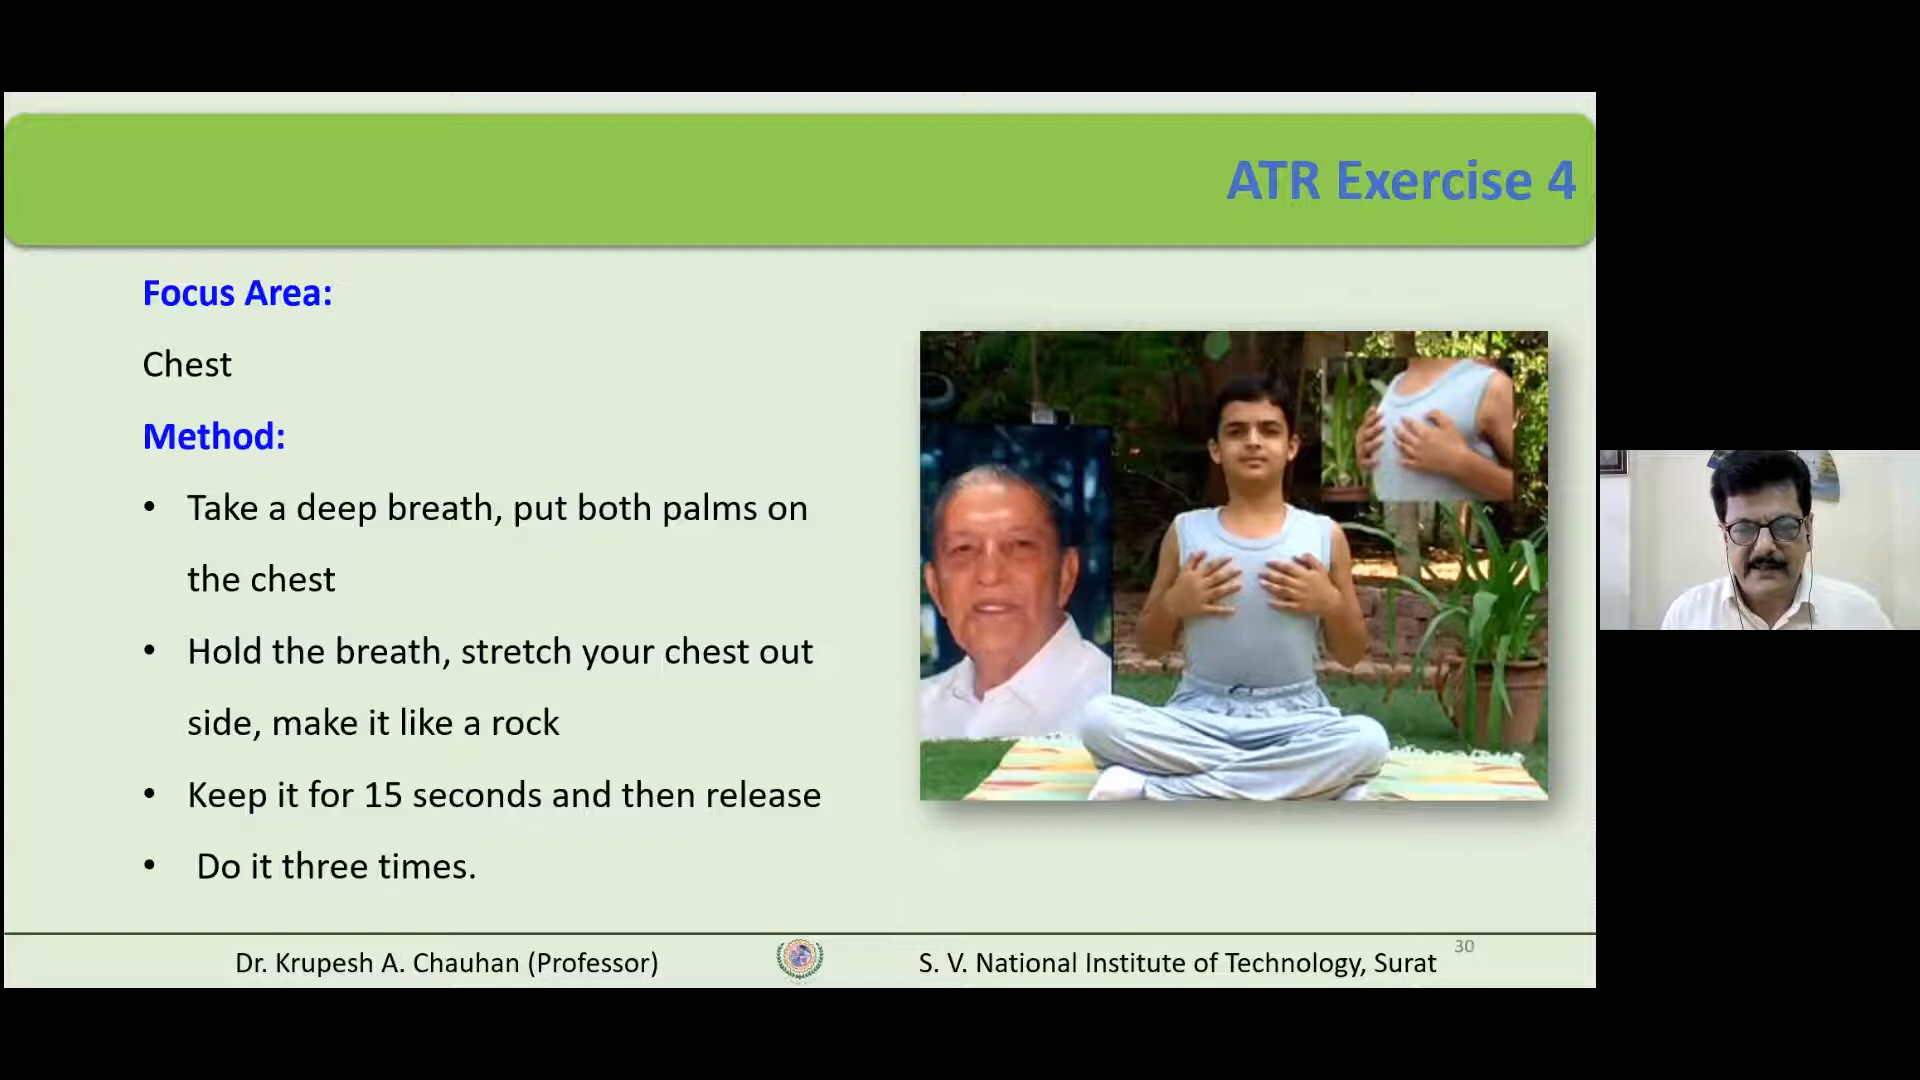 ATR Exercise 4
Focus Area:
Chest
Method:
• Take a deep breath, put both palms on
the chest
• Hold the breath, stretch your chest out
side, make it like a rock
• Keep it for 15 seconds and then release
• Do it three times.
Dr. Krupesh A. Chauhan (Professor)
S. V. National Institute of Technology, Surat
30